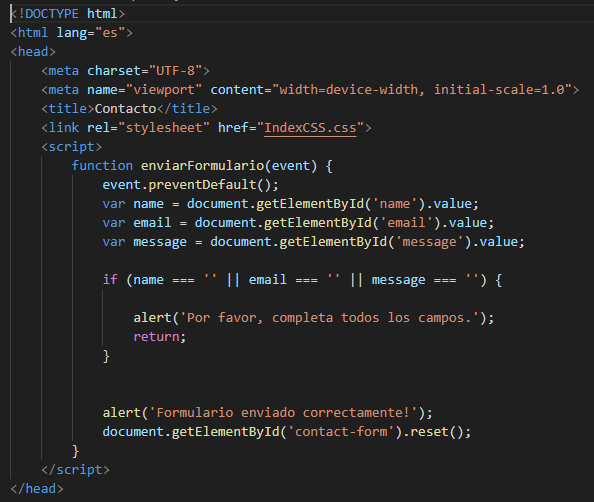 <!DOCTYPE html>
<html lang="es">
<head>
    <meta charset="UTF-8">
    <meta name="viewport" content="width=device-width, initial-scale=1.0">
    <title>Contacto</title>
    <link rel="stylesheet" href="IndexCSS.css">
    <script>
        function enviarFormulario(event) {
            event.preventDefault();
            var name = document.getElementById('name').value;
            var email = document.getElementById('email').value;
            var message = document.getElementById('message').value;

            if (name === '' || email === '' || message === '') {

                alert('Por favor, completa todos los campos.');
                return;
            }


            alert('Formulario enviado correctamente!');
            document.getElementById('contact-form').reset();
        }
    </script>
</head>